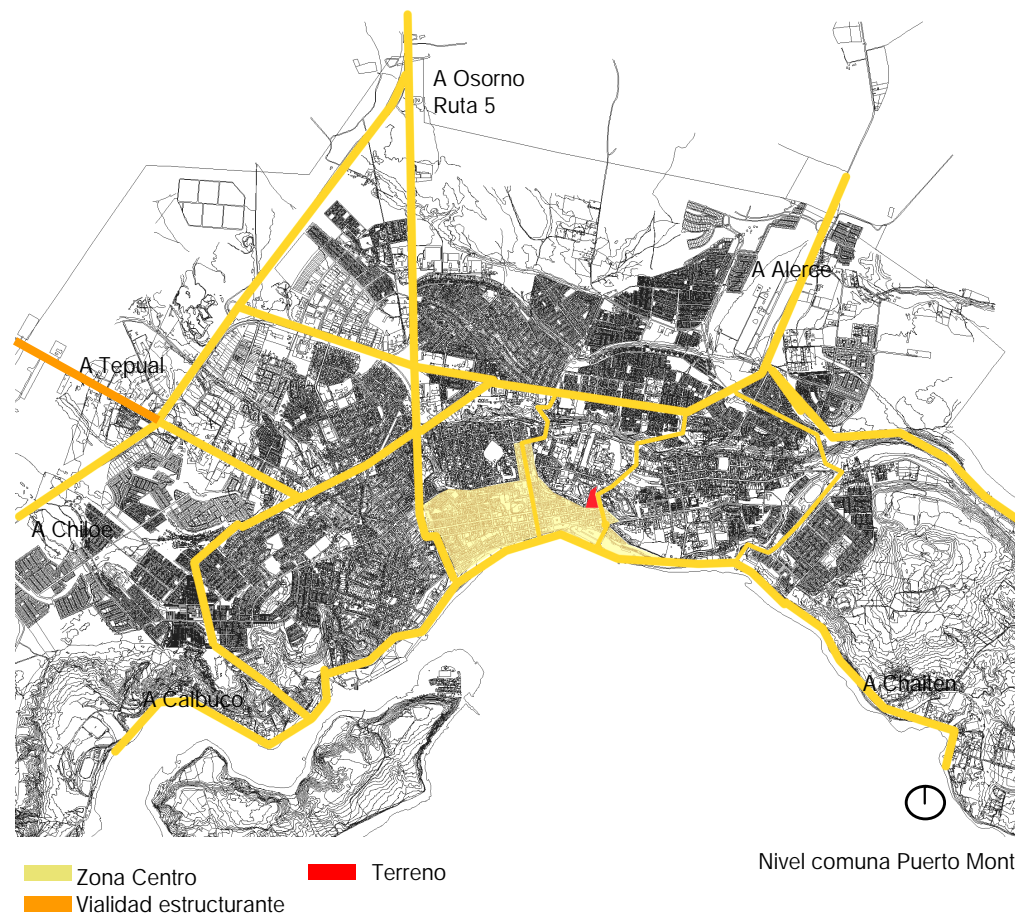 A Osorno
Ruta 5
A Alerce
A Tepual
A Chiloe
A Calbuco
A Chaiten
Nivel comuna Puerto Mont
Zona Centro
Terreno
Vialidad estructurante